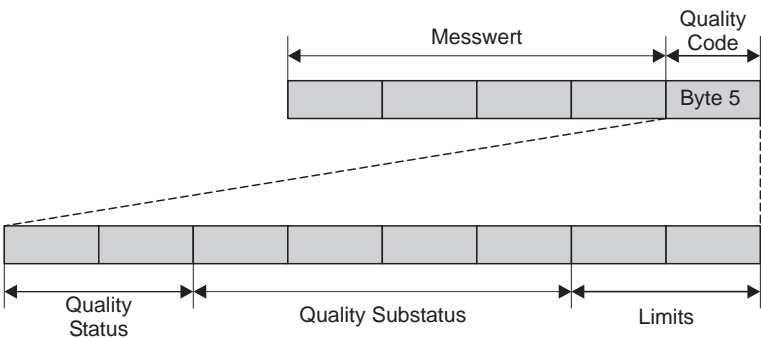 Messwert
Quality
Code
Byte 5
Quality
Status
Quality Substatus
Limits